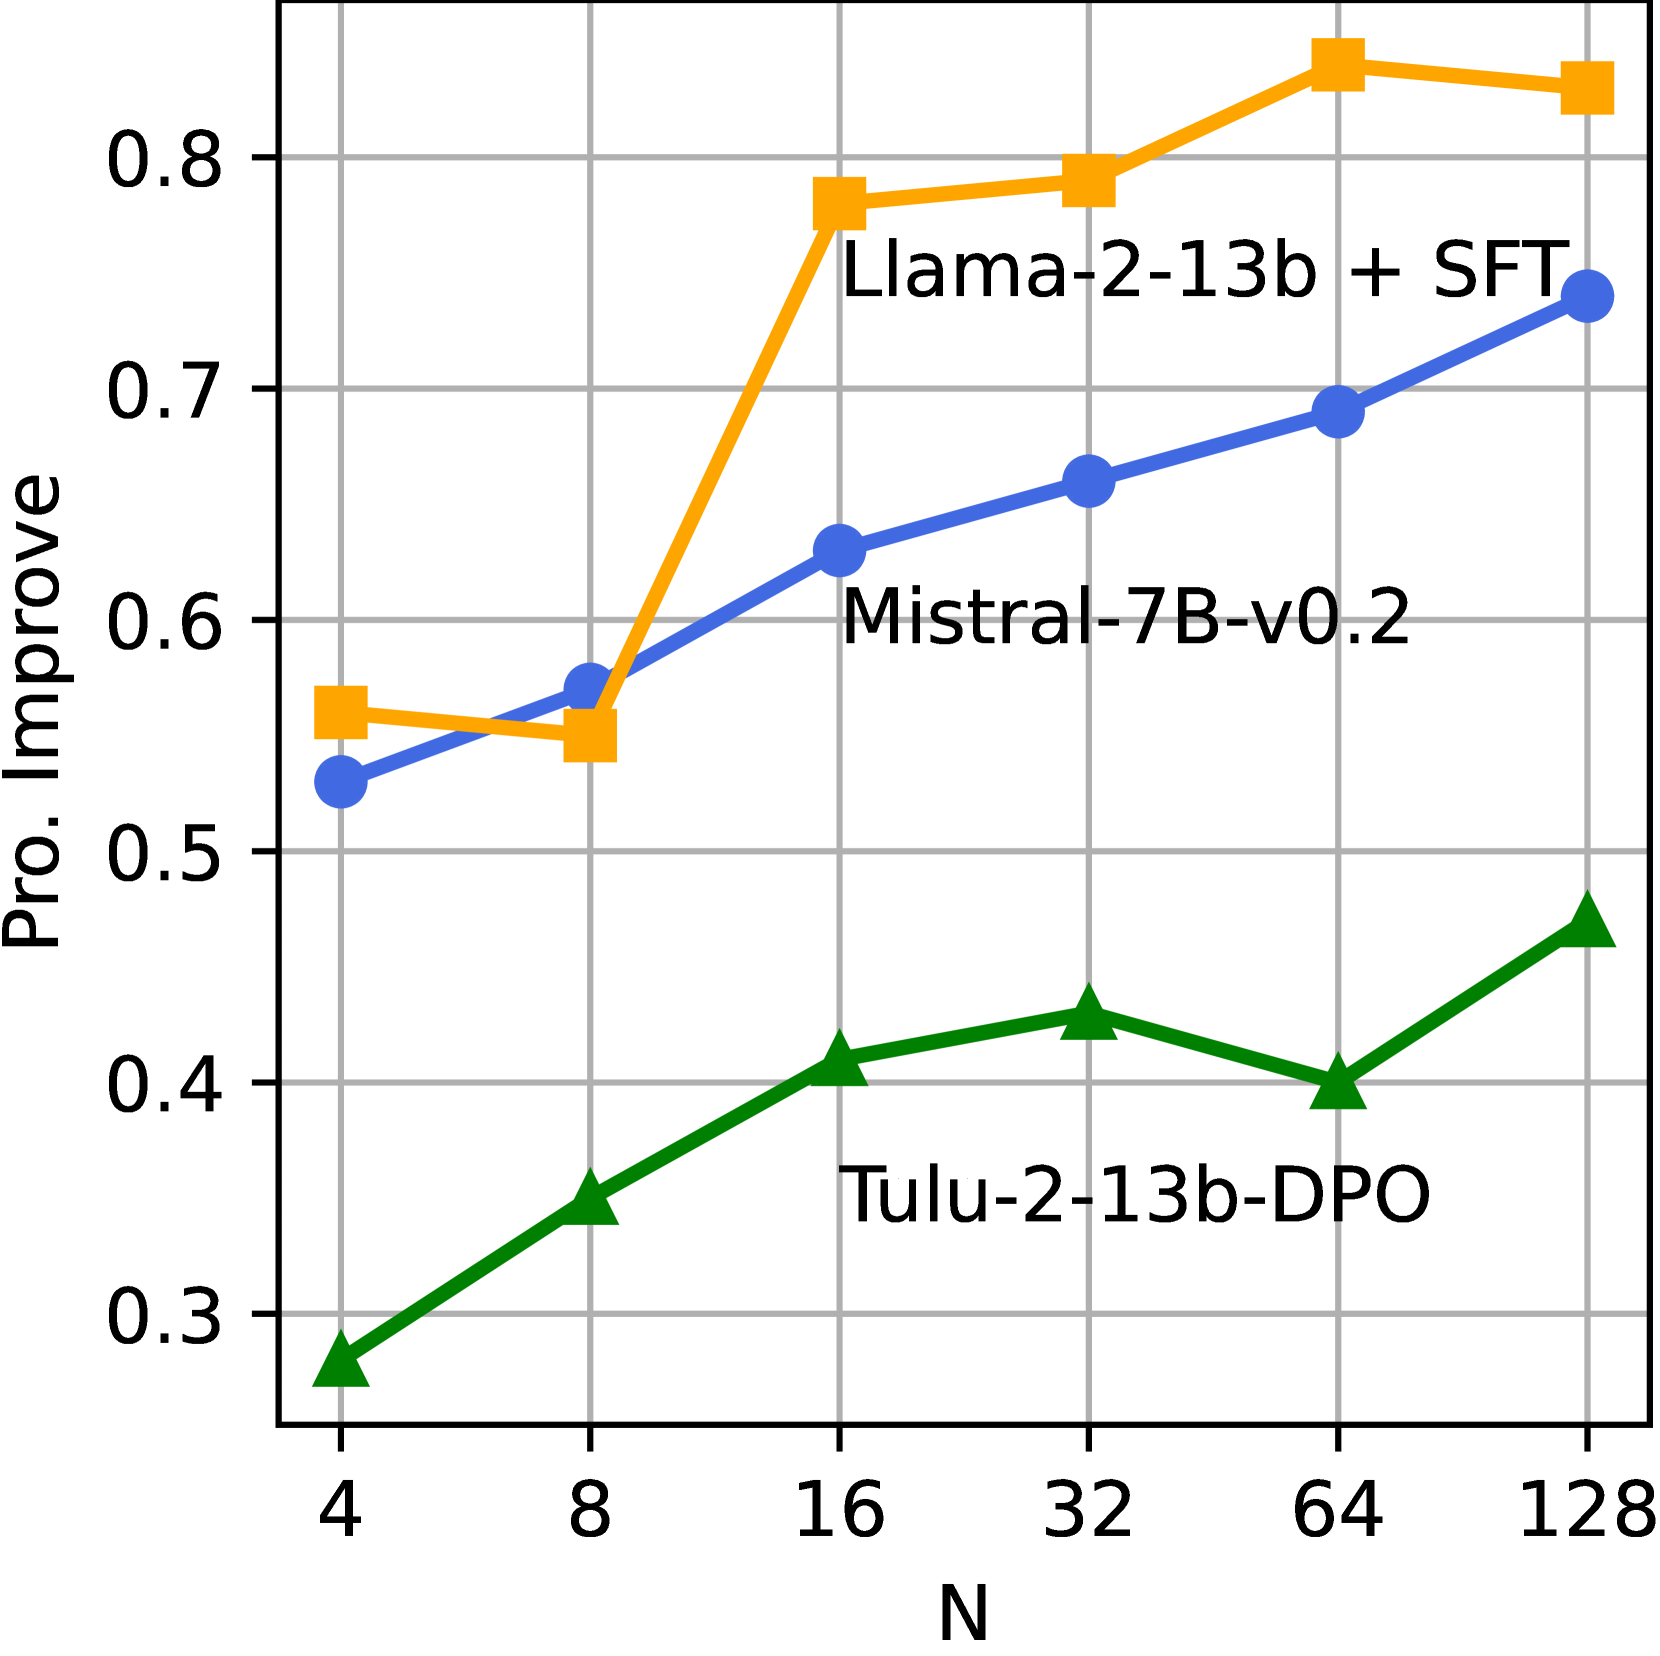 Pro. Improve
0.8
0.7
0.6
0.5
0.4
0.3
Llama-2-13b + SFT
Mistral-7B-v0.2
Tulu-2-13b-DPO
4 8 16 32 64 128
N